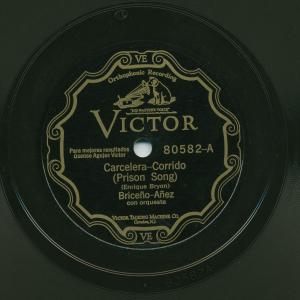 VE
Orthophonic Recording
"HIS MASTER'S VOICE"
VICTOR
Para mejores resultados
úsense Agujas Victor
80582-A
Carcelera-Corrido
(Prison Song)
(Enrique Bryon)
Briceño-Añez
con orquesta
VICTOR TALKING MACHINE CO.
Camden, N.J.
VE